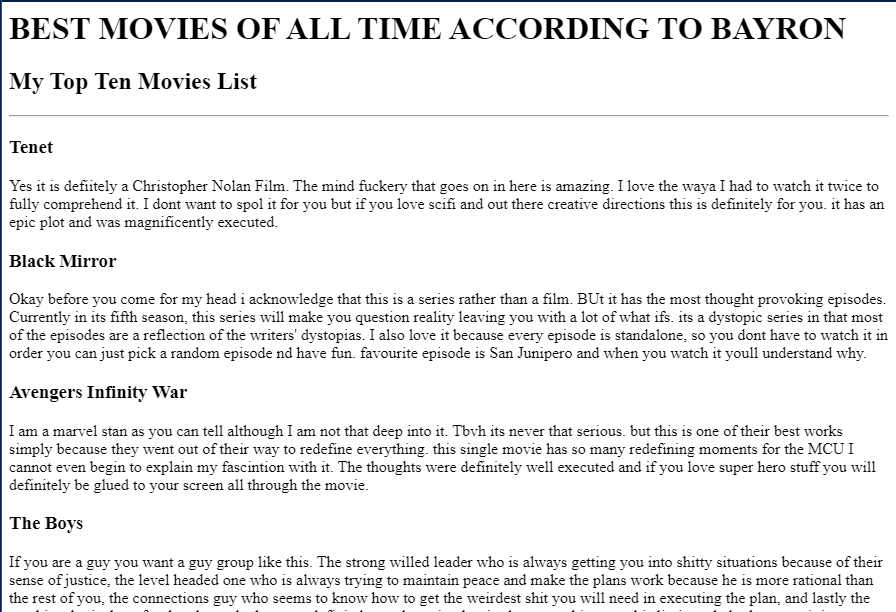 BEST MOVIES OF ALL TIME ACCORDING TO BAYRON
My Top Ten Movies List
Tenet
Yes it is defiitely a Christopher Nolan Film. The mind fuckery that goes on in here is amazing. I love the waya I had to watch it twice to
fully comprehend it. I dont want to spol it for you but if you love scifi and out there creative directions this is definitely for you. it has an
epic plot and was magnificently executed.
Black Mirror
Okay before you come for my head i acknowledge that this is a series rather than a film. BUt it has the most thought provoking episodes.
Currently in its fifth season, this series will make you question reality leaving you with a lot of what ifs. its a dystopic series in that most
of the episodes are a reflection of the writers' dystopias. I also love it because every episode is standalone, so you dont have to watch it in
order you can just pick a random episode nd have fun. favourite episode is San Junipero and when you watch it youll understand why.
Avengers Infinity War
I am a marvel stan as you can tell although I am not that deep into it. Tbvh its never that serious. but this is one of their best works
simply because they went out of their way to redefine everything. this single movie has so many redefining moments for the MCU I
cannot even begin to explain my fascintion with it. The thoughts were definitely well executed and if you love super hero stuff you will
definitely be glued to your screen all through the movie.
The Boys
If you are a guy you want a guy group like this. The strong willed leader who is always getting you into shitty situations because of their
sense of justice, the level headed one who is always trying to maintain peace and make the plans work because he is more rational than
the rest of you, the connections guy who seems to know how to get the weirdest shit you will need in executing the plan, and lastly the